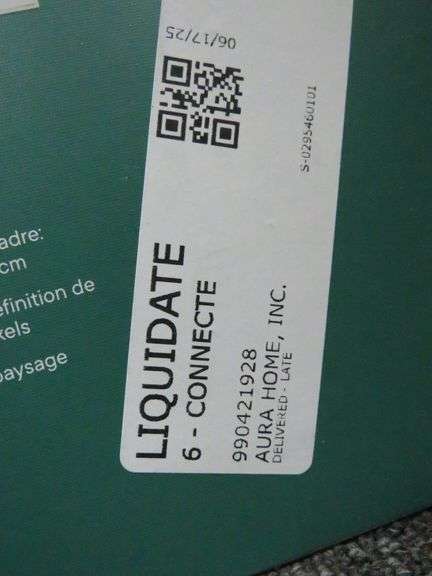 adre:
cm
éfinition de
xels
paysage
LIQUIDATE
6 - CONNECTE
990421928
AURA HOME, INC.
DELIVERED - LATE
06/17/25
S-0295460101